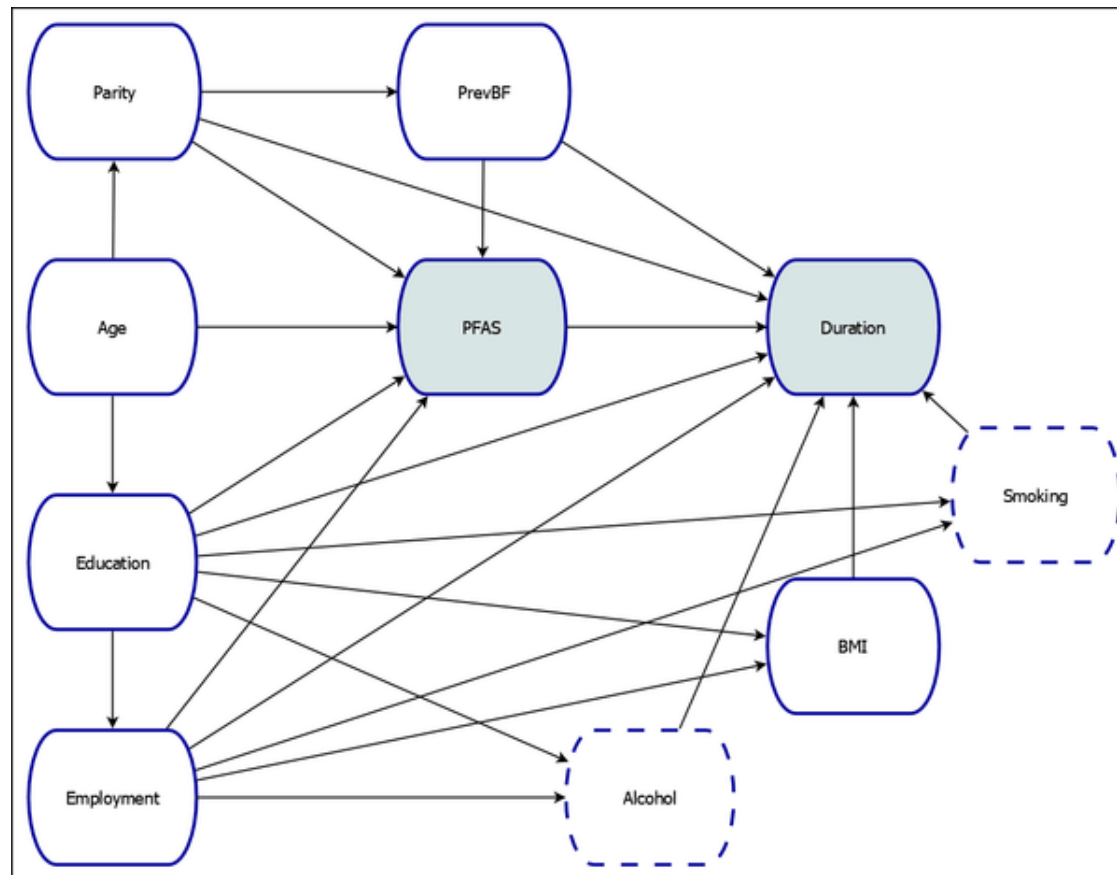 Parity
PrevBF
Age
PFAS
Duration
Smoking
Education
BMI
Employment
Alcohol